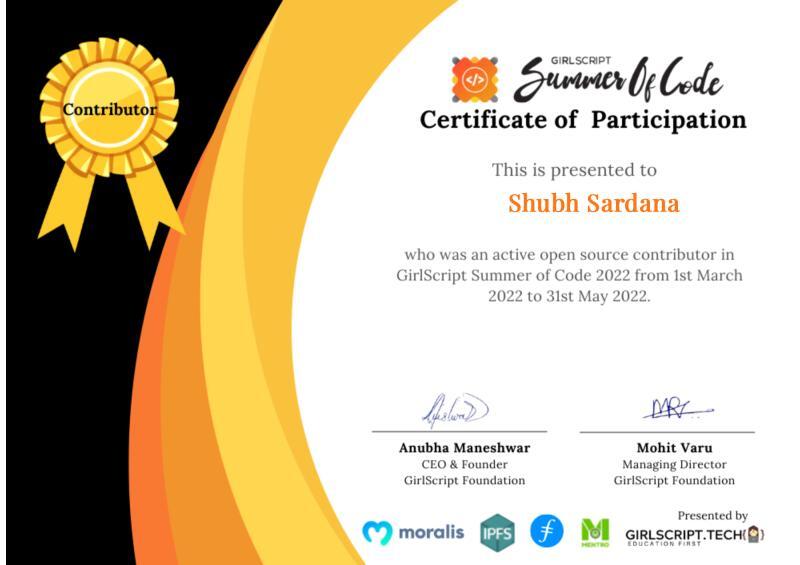 Contributor
GIRLSCRIPT
Summer Of Code
Certificate of Participation
This is presented to
Shubh Sardana
who was an active open source contributor in
GirlScript Summer of Code 2022 from 1st March
2022 to 31st May 2022.
Anubha Maneshwar
CEO & Founder
GirlScript Foundation
Mohit Varu
Managing Director
GirlScript Foundation
Presented by
moralis
IPFS
MENTRO
GIRLSCRIPT.TECH{}
EDUCATION FIRST